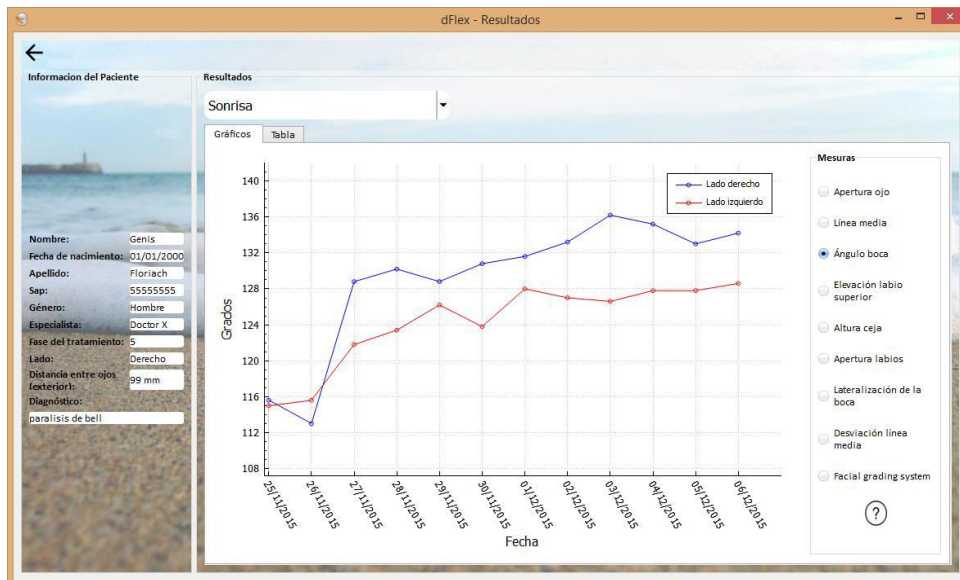 dFlex - Resultados
Informacion del Paciente
Nombre: Genis
Fecha de nacimiento: 01/01/2000
Apellido: Floriach
Sap: 55555555
Género: Hombre
Especialista: Doctor X
Fase del tratamiento: 5
Lado: Derecho
Distancia entre ojos
(exterior): 99 mm
Diagnóstico:
paralisis de bell
Resultados
Sonrisa
Gráficos Tabla
Grados
140
136
132
128
124
120
116
112
108
Lado derecho
Lado izquierdo
25/11/2015
26/11/2015
27/11/2015
28/11/2015
29/11/2015
30/11/2015
01/12/2015
02/12/2015
03/12/2015
04/12/2015
05/12/2015
06/12/2015
Fecha
Mesuras
Apertura ojo
Línea media
Ángulo boca
Elevación labio
superior
Altura ceja
Apertura labios
Lateralización de la
boca
Desviación línea
media
Facial grading system
?